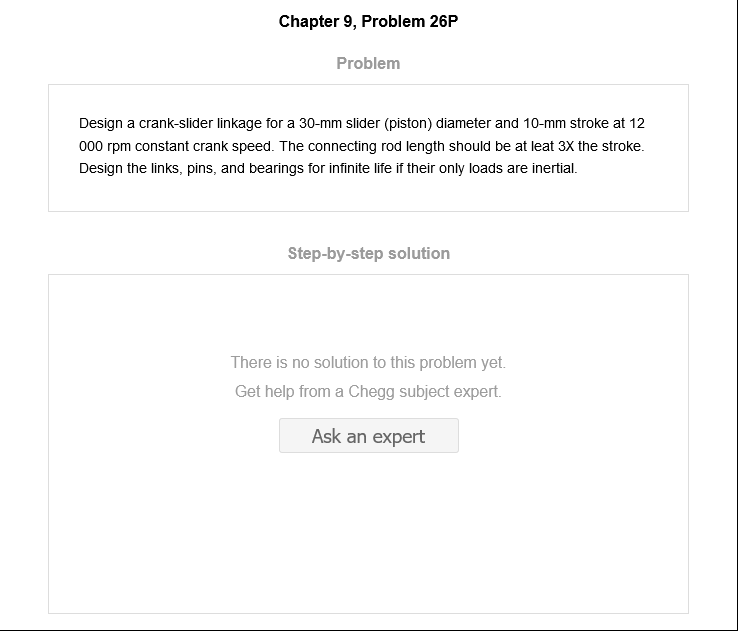 Chapter 9, Problem 26P
Problem
Design a crank-slider linkage for a 30-mm slider (piston) diameter and 10-mm stroke at 12
000 rpm constant crank speed. The connecting rod length should be at leat 3X the stroke.
Design the links, pins, and bearings for infinite life if their only loads are inertial.
Step-by-step solution
There is no solution to this problem yet.
Get help from a Chegg subject expert.
Ask an expert